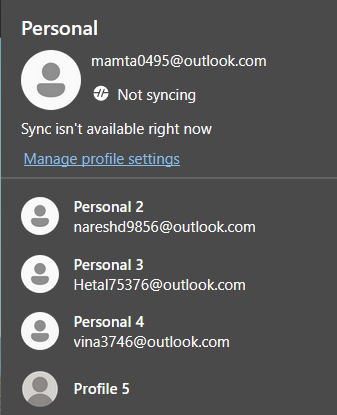 Personal
mamta0495@outlook.com
Not syncing
Sync isn't available right now
Manage profile settings
Personal 2
nareshd9856@outlook.com
Personal 3
Hetal75376@outlook.com
Personal 4
vina3746@outlook.com
Profile 5